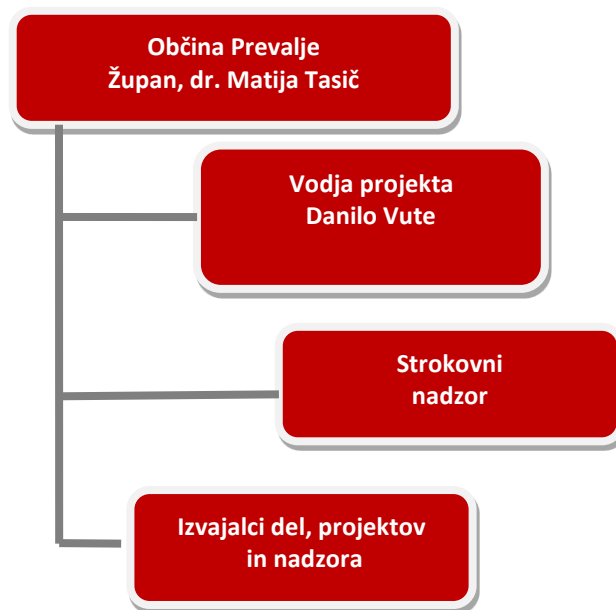 Občina Prevalje
Župan, dr. Matija Tasič
Vodja projekta
Danilo Vute
Strokovni
nadzor
Izvajalci del, projektov
in nadzora